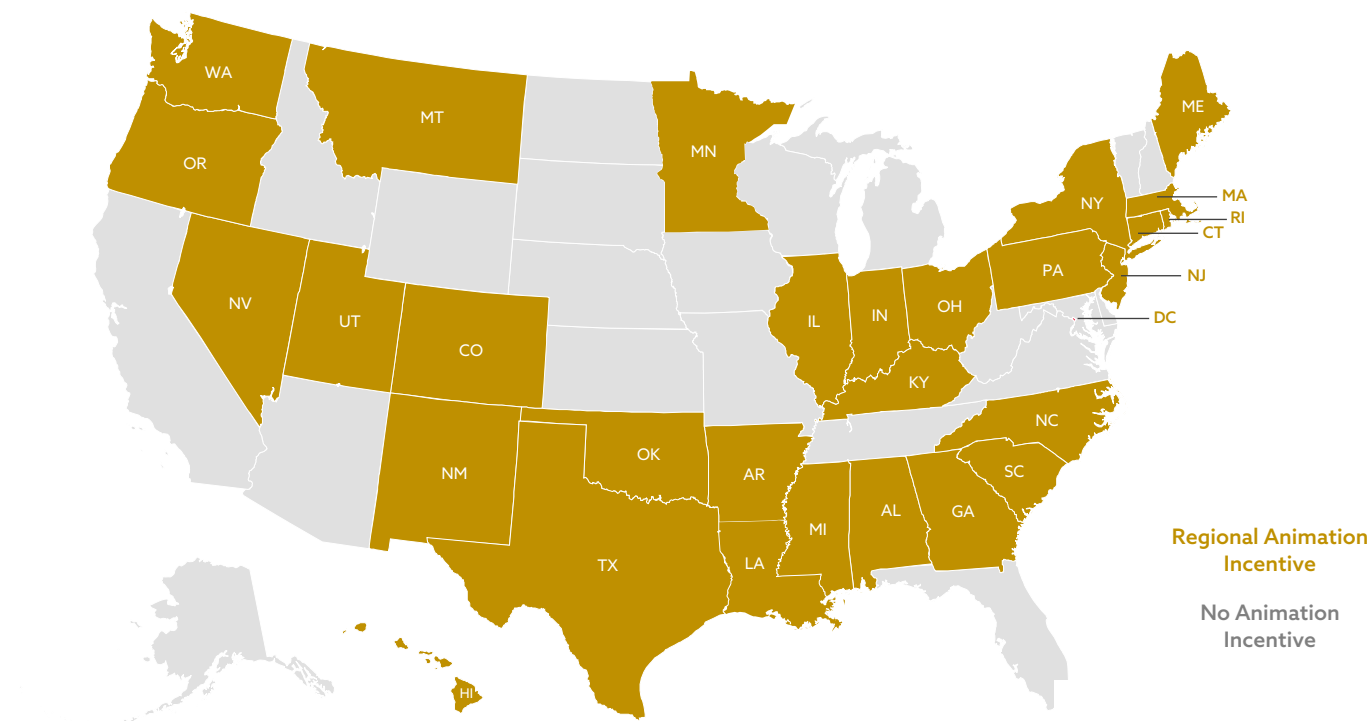 WA
MT
ME
MN
OR
MA
NY
RI
CT
PA
NJ
NV
OH
IL
IN
DC
UT
CO
KY
NC
OK
NM
SC
AR
AL
GA
MI
Regional Animation
Incentive
LA
TX
No Animation
Incentive
HI